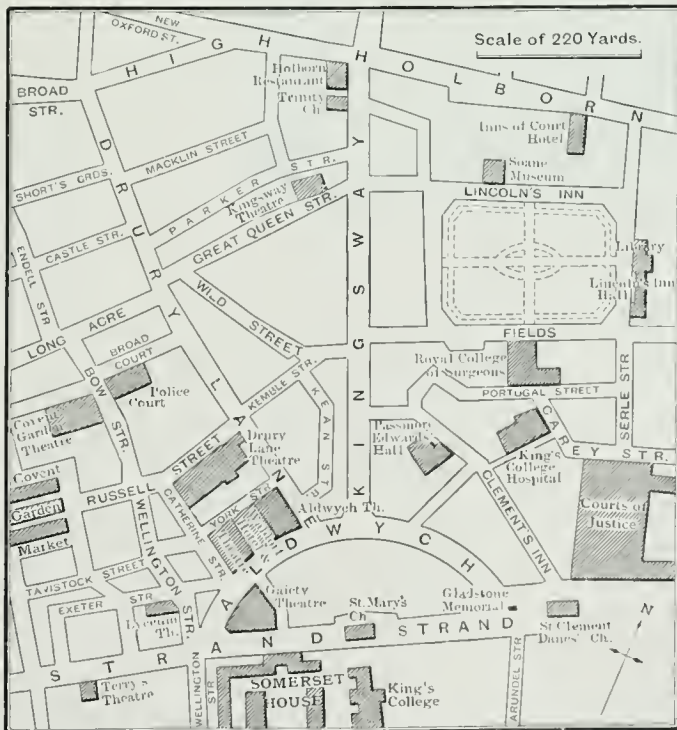 NEW
OXFORD ST.
HIGH HOLBORN
Scale of 220 Yards.
BROAD
STR.
Holborn
Restaurant
Trinity
Ch.
Inns of Court
Hotel
DRURY LANE
MACKLIN STREET
Soane
Museum
SHORT'S GRDS.
PARKER STR.
Kingsway
Theatre
LINCOLN'S INN
GREAT QUEEN STR.
KINGSWAY
CASTLE STR.
ENDELL
STR
Library
Lincoln's Inn
Hall
WILD STREET
LONG ACRE
BROAD
COURT
FIELDS
Royal College
of Surgeons
KEMBLE STR.
KEAN STR.
PORTUGAL STREET
SERLE STR
BOW STR.
Police
Court
Covent
Garden
Theatre
Passmore
Edwards'
Hall
CAREY STR.
King's
College
Hospital
Drury
Lane
Theatre
Covent
Garden
Market
RUSSELL STREET
CATHERINE STR.
YORK STR.
Aldwych Th.
Theatre
ALDWYCH
CLEMENT'S INN
Courts of
Justice
WELLINGTON STR.
TAVISTOCK STREET
EXETER STR
Lyceum
Th.
Gaiety
Theatre
St. Mary's
Ch
Gladstone
Memorial
St Clement
Danes' Ch.
N
STRAND STRAND
Terry's
Theatre
WELLINGTON
STR
SOMERSET
HOUSE
King's
College
ARUNDEL STR